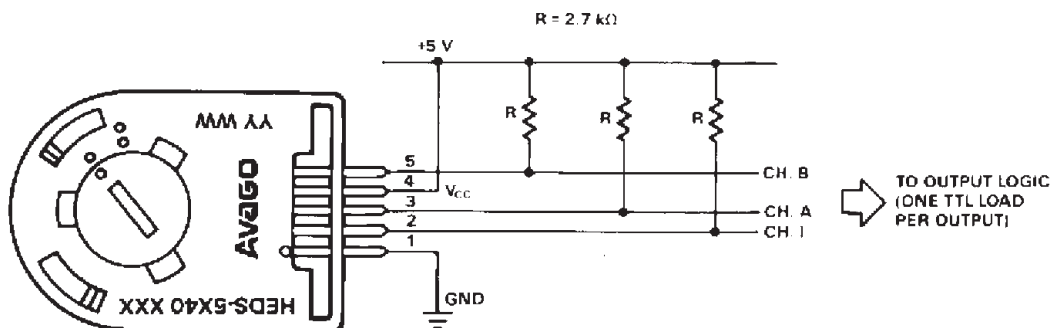 R = 2.7 kΩ
+5 V
R
R
R
YY WW
AVAGO
HEDS-5X40 XXX
5
4
VCC
3
2
1
GND
CH. B
CH. A
CH. I
TO OUTPUT LOGIC
(ONE TTL LOAD
PER OUTPUT)